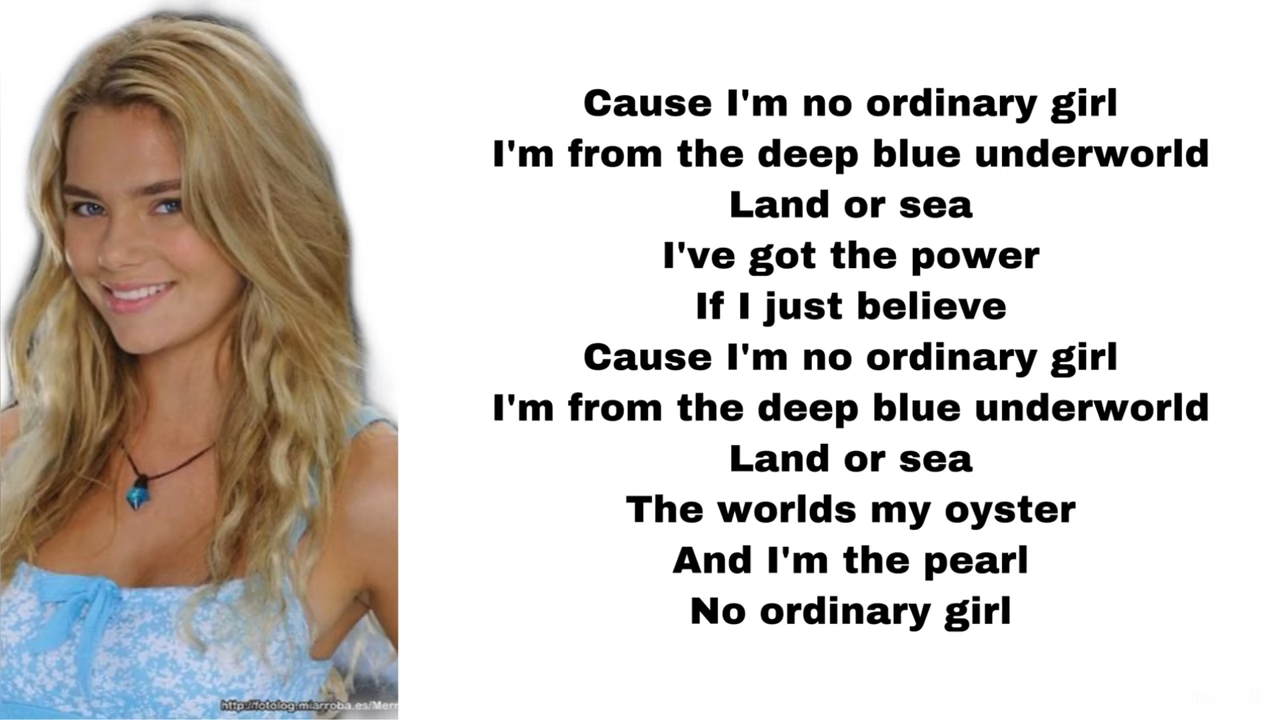 Cause I'm no ordinary girl
I'm from the deep blue underworld
Land or sea
I've got the power
If I just believe
Cause I'm no ordinary girl
I'm from the deep blue underworld
Land or sea
The worlds my oyster
And I'm the pearl
No ordinary girl
http://fotolog.miarroba.es/Merr